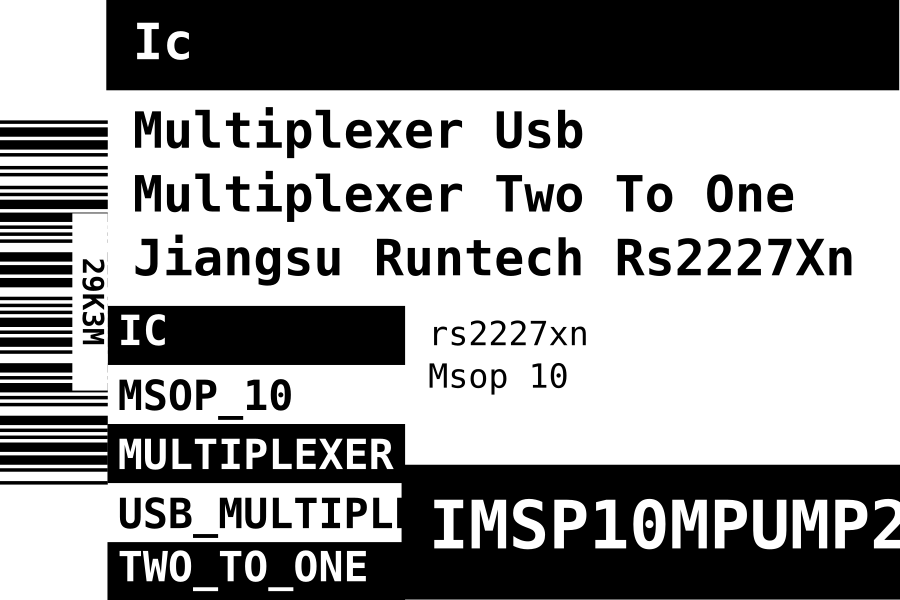 Ic
Multiplexer Usb
Multiplexer Two To One
Jiangsu Runtech Rs2227Xn
29K3M
IC
MSOP_10
MULTIPLEXER
USB_MULTIPL
TWO_TO_ONE
rs2227xn
Msop 10
IMSP10MPUMP2